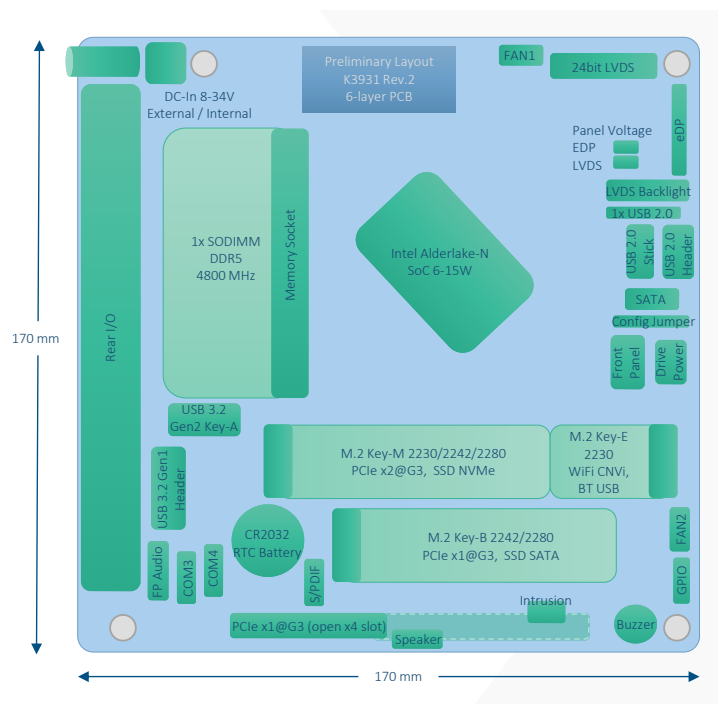 Preliminary Layout
K3931 Rev.2
6-layer PCB
FAN1
24bit LVDS
DC-In 8-34V
External / Internal
eDP
Panel Voltage
EDP
LVDS
LVDS Backlight
1x USB 2.0
USB 2.0
Stick
USB 2.0
Header
1x SODIMM
DDR5
4800 MHz
Memory Socket
Intel Alderlake-N
SoC 6-15W
SATA
Config Jumper
Rear I/O
170 mm
Front
Panel
Drive
Power
USB 3.2
Gen2 Key-A
M.2 Key-M 2230/2242/2280
PCIe x2@G3, SSD NVMe
M.2 Key-E
2230
WiFi CNVi,
BT USB
USB 3.2 Gen1
Header
CR2032
RTC Battery
M.2 Key-B 2242/2280
PCIe x1@G3, SSD SATA
FAN2
FP Audio
COM3
COM4
S/PDIF
GPIO
Intrusion
PCIe x1@G3 (open x4 slot)
Speaker
Buzzer
170 mm